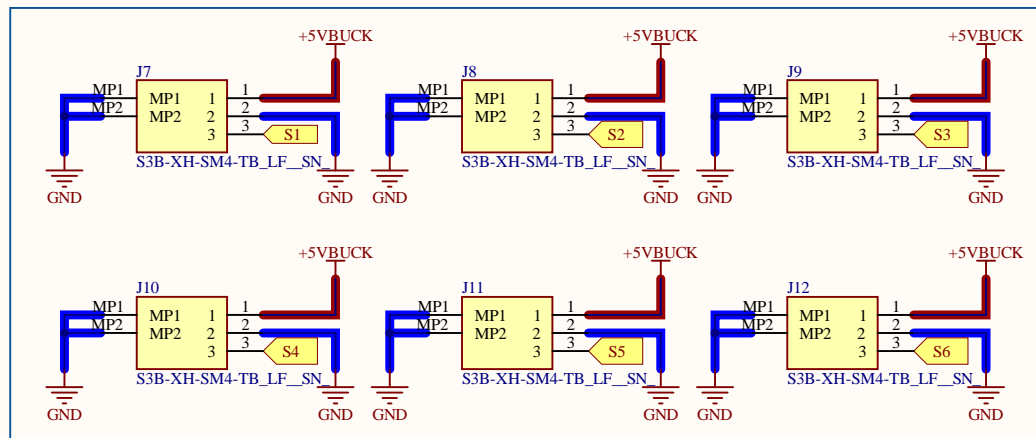 +5VBUCK +5VBUCK +5VBUCK
J7 J8 J9
MP1 MP1 1 1 MP1 MP1 1 1 MP1 MP1 1 1
MP2 MP2 2 2 MP2 MP2 2 2 MP2 MP2 2 2
3 3 S1 3 3 S2 3 3 S3
S3B-XH-SM4-TB_LF__SN_ S3B-XH-SM4-TB_LF__SN_ S3B-XH-SM4-TB_LF__SN_
GND GND GND GND GND GND
+5VBUCK +5VBUCK +5VBUCK
J10 J11 J12
MP1 MP1 1 1 MP1 MP1 1 1 MP1 MP1 1 1
MP2 MP2 2 2 MP2 MP2 2 2 MP2 MP2 2 2
3 3 S4 3 3 S5 3 3 S6
S3B-XH-SM4-TB_LF__SN_ S3B-XH-SM4-TB_LF__SN_ S3B-XH-SM4-TB_LF__SN_
GND GND GND GND GND GND